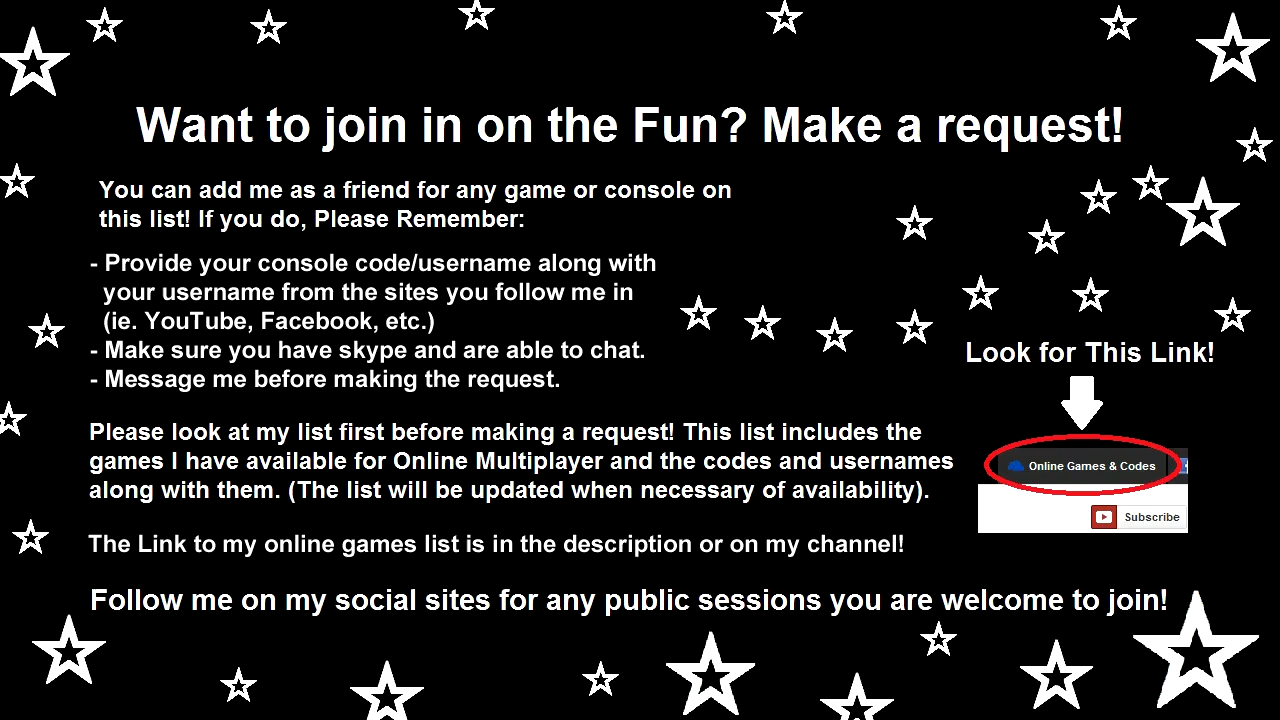 Want to join in on the Fun? Make a request!
You can add me as a friend for any game or console on
this list! If you do, Please Remember:
- Provide your console code/username along with
your username from the sites you follow me in
(ie. YouTube, Facebook, etc.)
- Make sure you have skype and are able to chat.
- Message me before making the request.
Look for This Link!
Please look at my list first before making a request! This list includes the
games I have available for Online Multiplayer and the codes and usernames
along with them. (The list will be updated when necessary of availability).
Online Games & Codes
Subscribe
The Link to my online games list is in the description or on my channel!
Follow me on my social sites for any public sessions you are welcome to join!